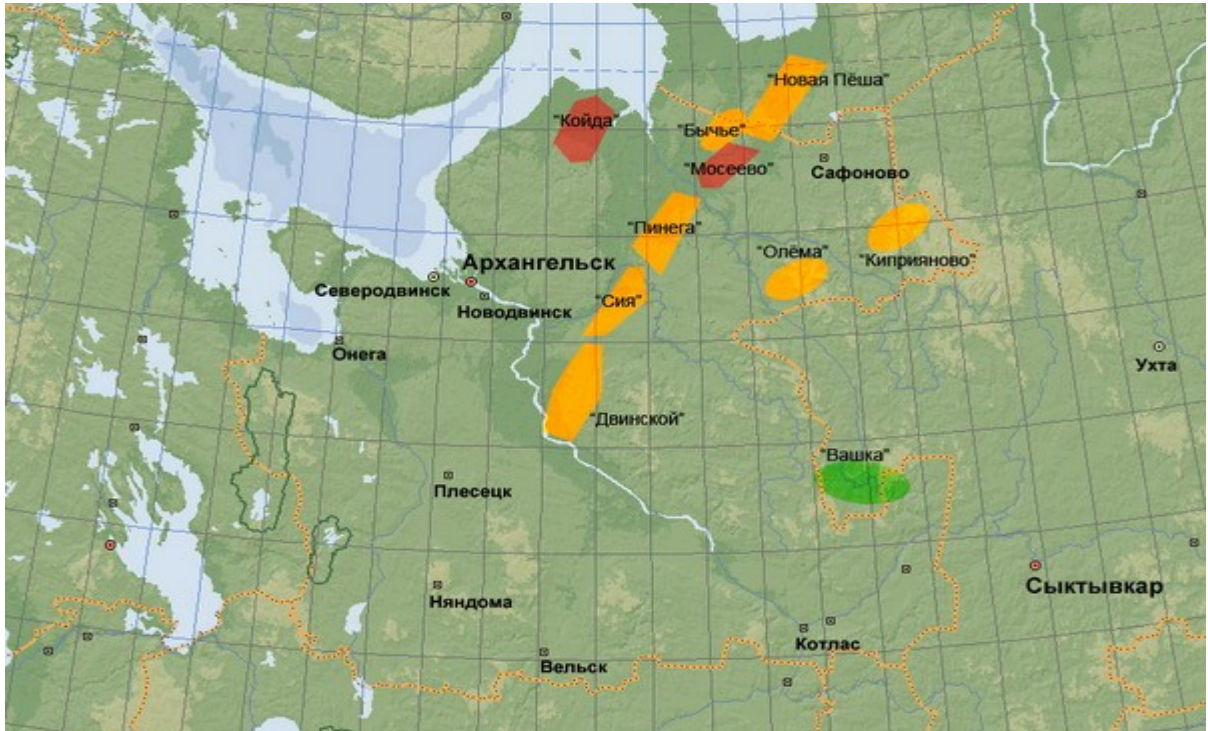 "Новая Пёша"
"Койда"
"Бычье"
"Мосеево"
Сафоново
"Пинега"
"Олёма"
"Киприяново"
Архангельск
Северодвинск
"Сия"
Новодвинск
Онега
Ухта
"Двинской"
"Вашка"
Плесецк
Сыктывкар
Няндома
Котлас
Вельск